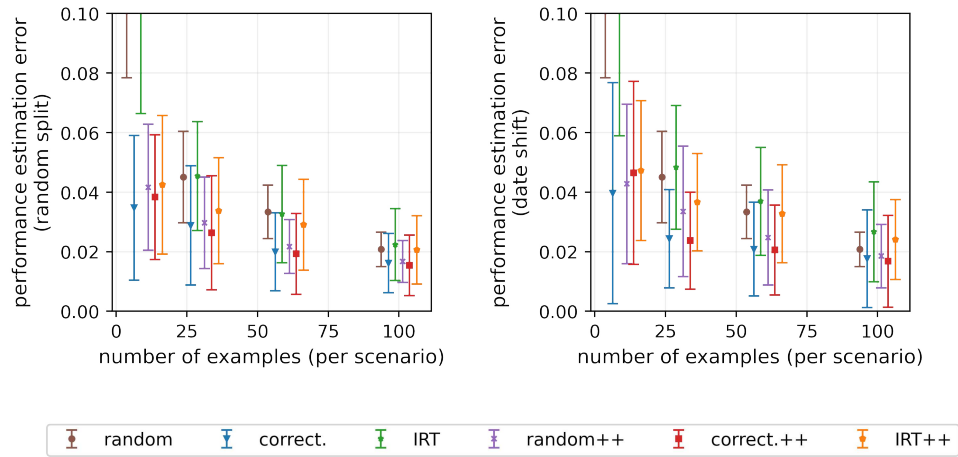 performance estimation error
(random split)
0.10
0.08
0.06
0.04
0.02
0.00
0 25 50 75 100
number of examples (per scenario)
performance estimation error
(date shift)
0.10
0.08
0.06
0.04
0.02
0.00
0 25 50 75 100
number of examples (per scenario)
random correct. IRT random++ correct.++ IRT++